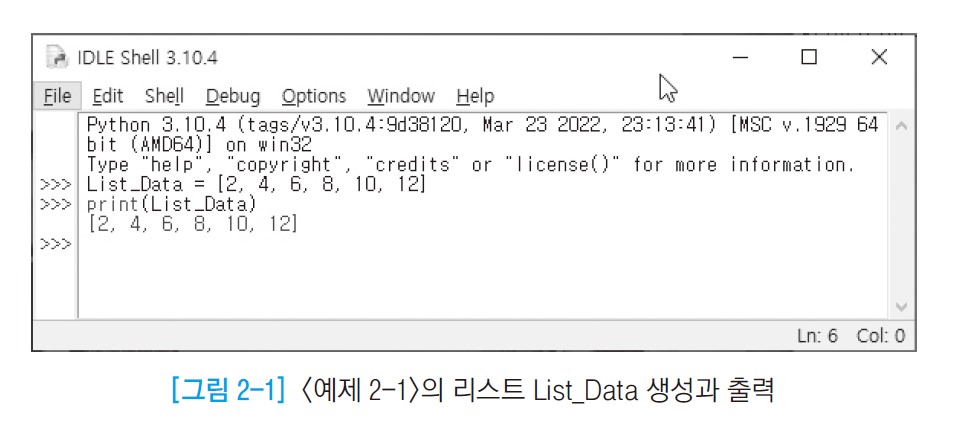 IDLE Shell 3.10.4
File Edit Shell Debug Options Window Help
Python 3.10.4 (tags/v3.10.4:9d38120, Mar 23 2022, 23:13:41) [MSC v.1929 64
bit (AMD64)] on win32
Type "help", "copyright", "credits" or "license()" for more information.
>>> List_Data = [2, 4, 6, 8, 10, 12]
>>> print(List_Data)
[2, 4, 6, 8, 10, 12]
>>>
Ln: 6 Col: 0
[그림 2-1] 〈예제 2-1〉의 리스트 List_Data 생성과 출력